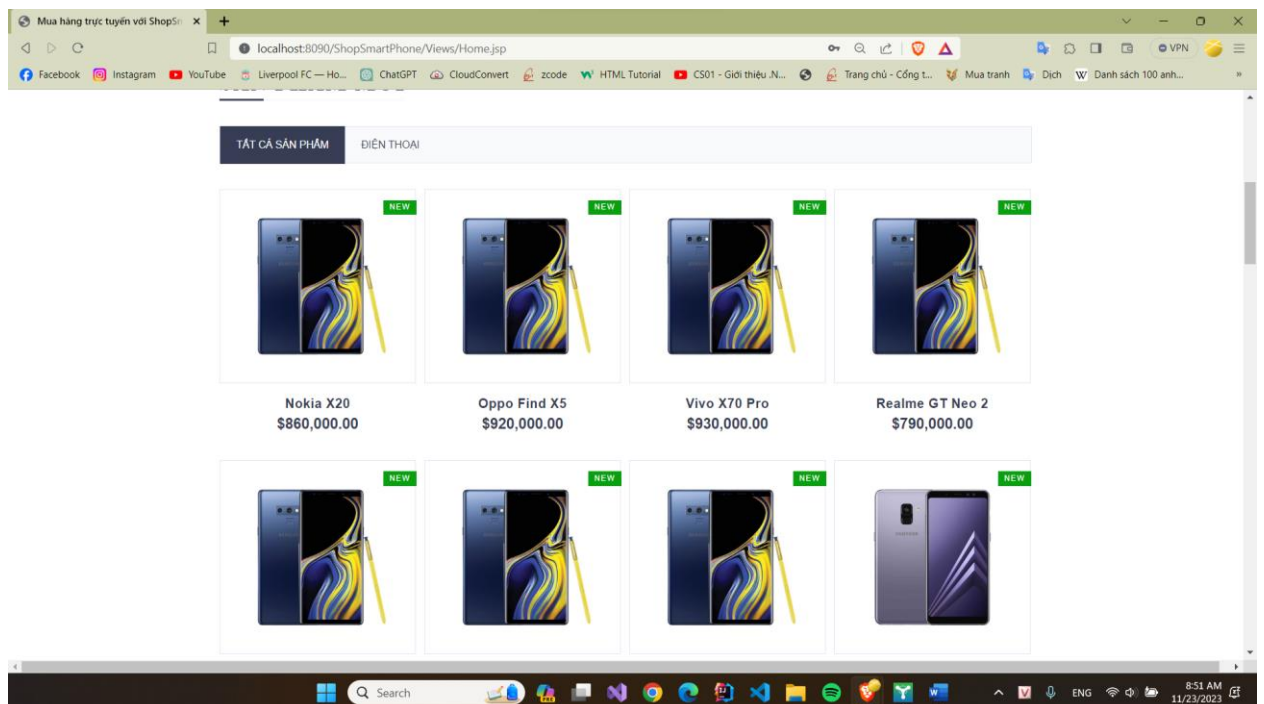 Mua hàng trực tuyến với ShopSm
localhost:8090/ShopSmartPhone/Views/Home.jsp
VPN
Facebook Instagram YouTube Liverpool FC — Ho... ChatGPT CloudConvert zcode HTML Tutorial CS01 - Giới thiệu .N... Trang chủ - Cổng t... Mua tranh Dịch Danh sách 100 anh...
TẤT CẢ SẢN PHẨM ĐIỆN THOẠI
NEW NEW NEW NEW
Nokia X20 Oppo Find X5 Vivo X70 Pro Realme GT Neo 2
$860,000.00 $920,000.00 $930,000.00 $790,000.00
NEW NEW NEW NEW
SAMSUNG
Search
ENG
8:51 AM
11/23/2023